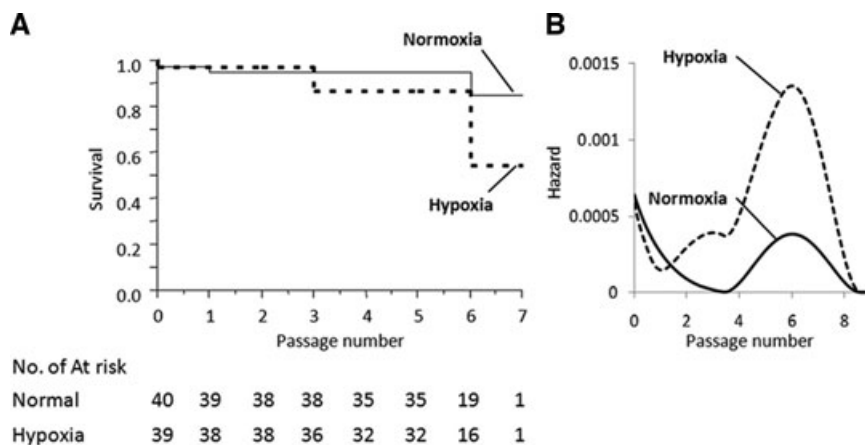 A
Survival
1.0
0.8
0.6
0.4
0.2
0.0
Normoxia
Hypoxia
0 1 2 3 4 5 6 7
Passage number
No. of At risk
Normal 40 39 38 38 35 35 19 1
Hypoxia 39 38 38 36 32 32 16 1
B
Hazard
0.0015
0.001
0.0005
0
Hypoxia
Normoxia
0 2 4 6 8
Passage number